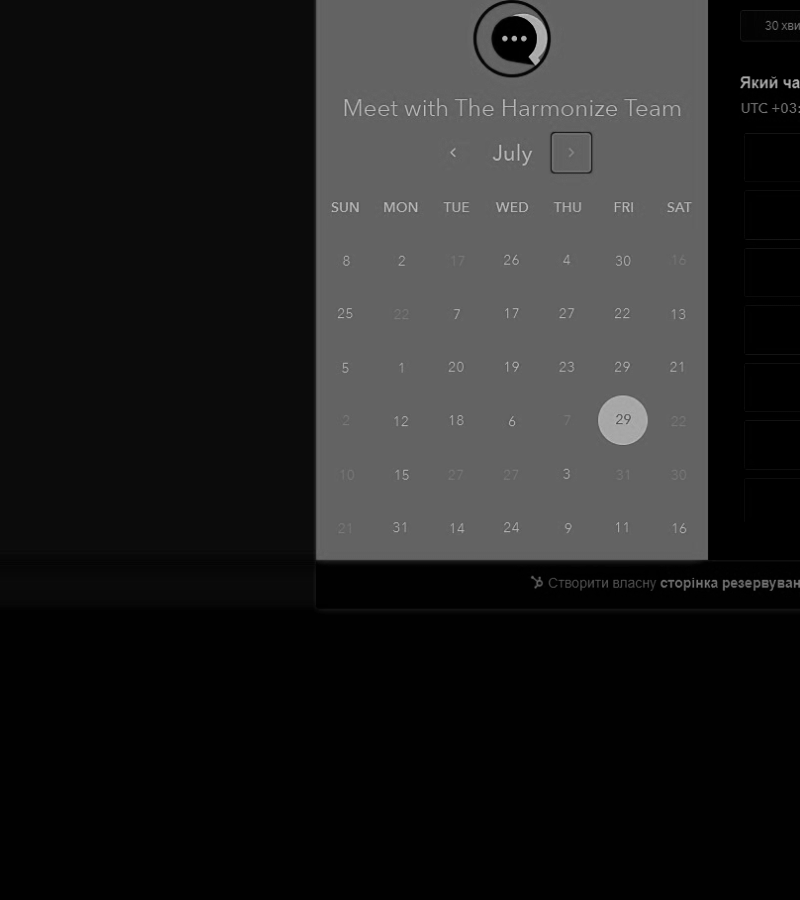 30 хви
Який ча
UTC +03:
Meet with The Harmonize Team
July
SUN MON TUE WED THU FRI SAT
8 2 17 26 4 30 16
25 22 7 17 27 22 13
5 1 20 19 23 29 21
2 12 18 6 7 29 22
10 15 27 27 3 31 30
21 31 14 24 9 11 16
Створити власну сторінка резервуван